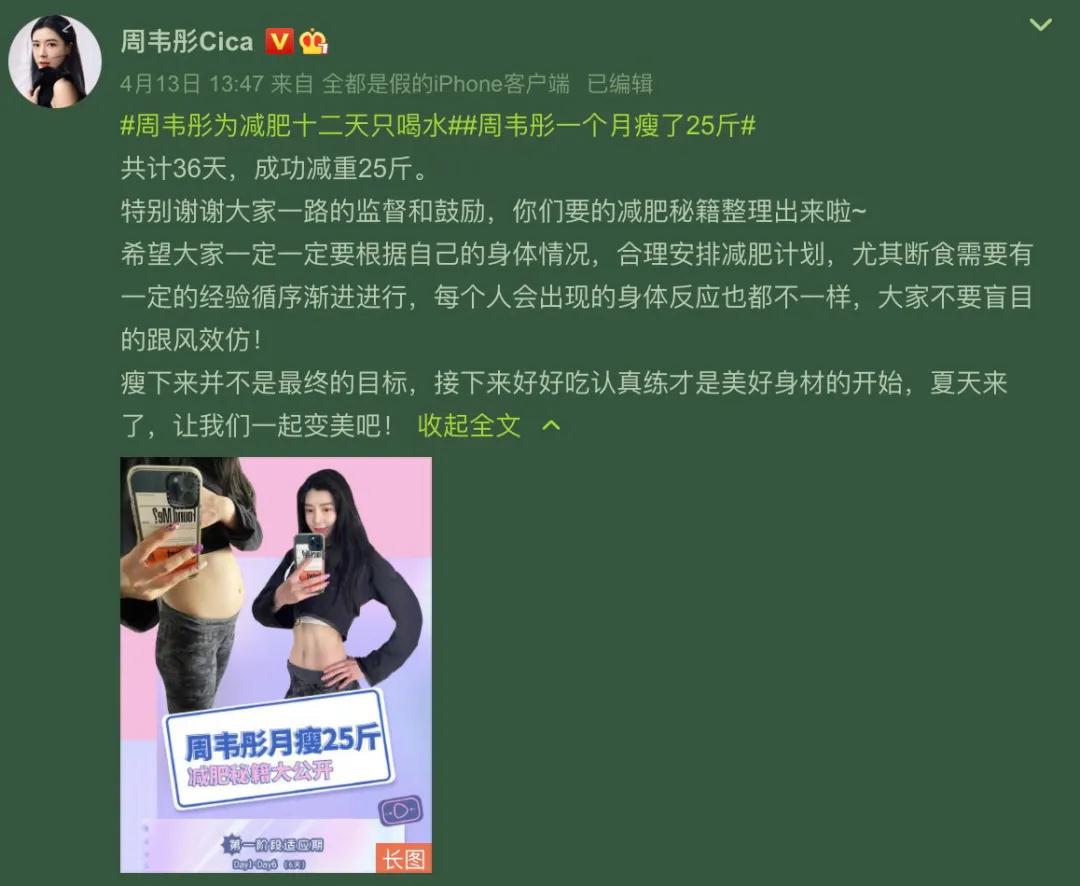 周韦彤Cica
4月13日 13:47 来自 全都是假的iPhone客户端 已编辑
#周韦彤为减肥十二天只喝水##周韦彤一个月瘦了25斤#
共计36天，成功减重25斤。
特别谢谢大家一路的监督和鼓励，你们要的减肥秘籍整理出来啦~
希望大家一定一定要根据自己的身体情况，合理安排减肥计划，尤其断食需要有
一定的经验循序渐进进行，每个人会出现的身体反应也都不一样，大家不要盲目
的跟风效仿！
瘦下来并不是最终的目标，接下来好好吃认真练才是美好身材的开始，夏天来
了，让我们一起变美吧！ 收起全文
周韦彤月瘦25斤
减肥秘籍大公开
第一阶段适应期
Day1-Day6（6天）
长图